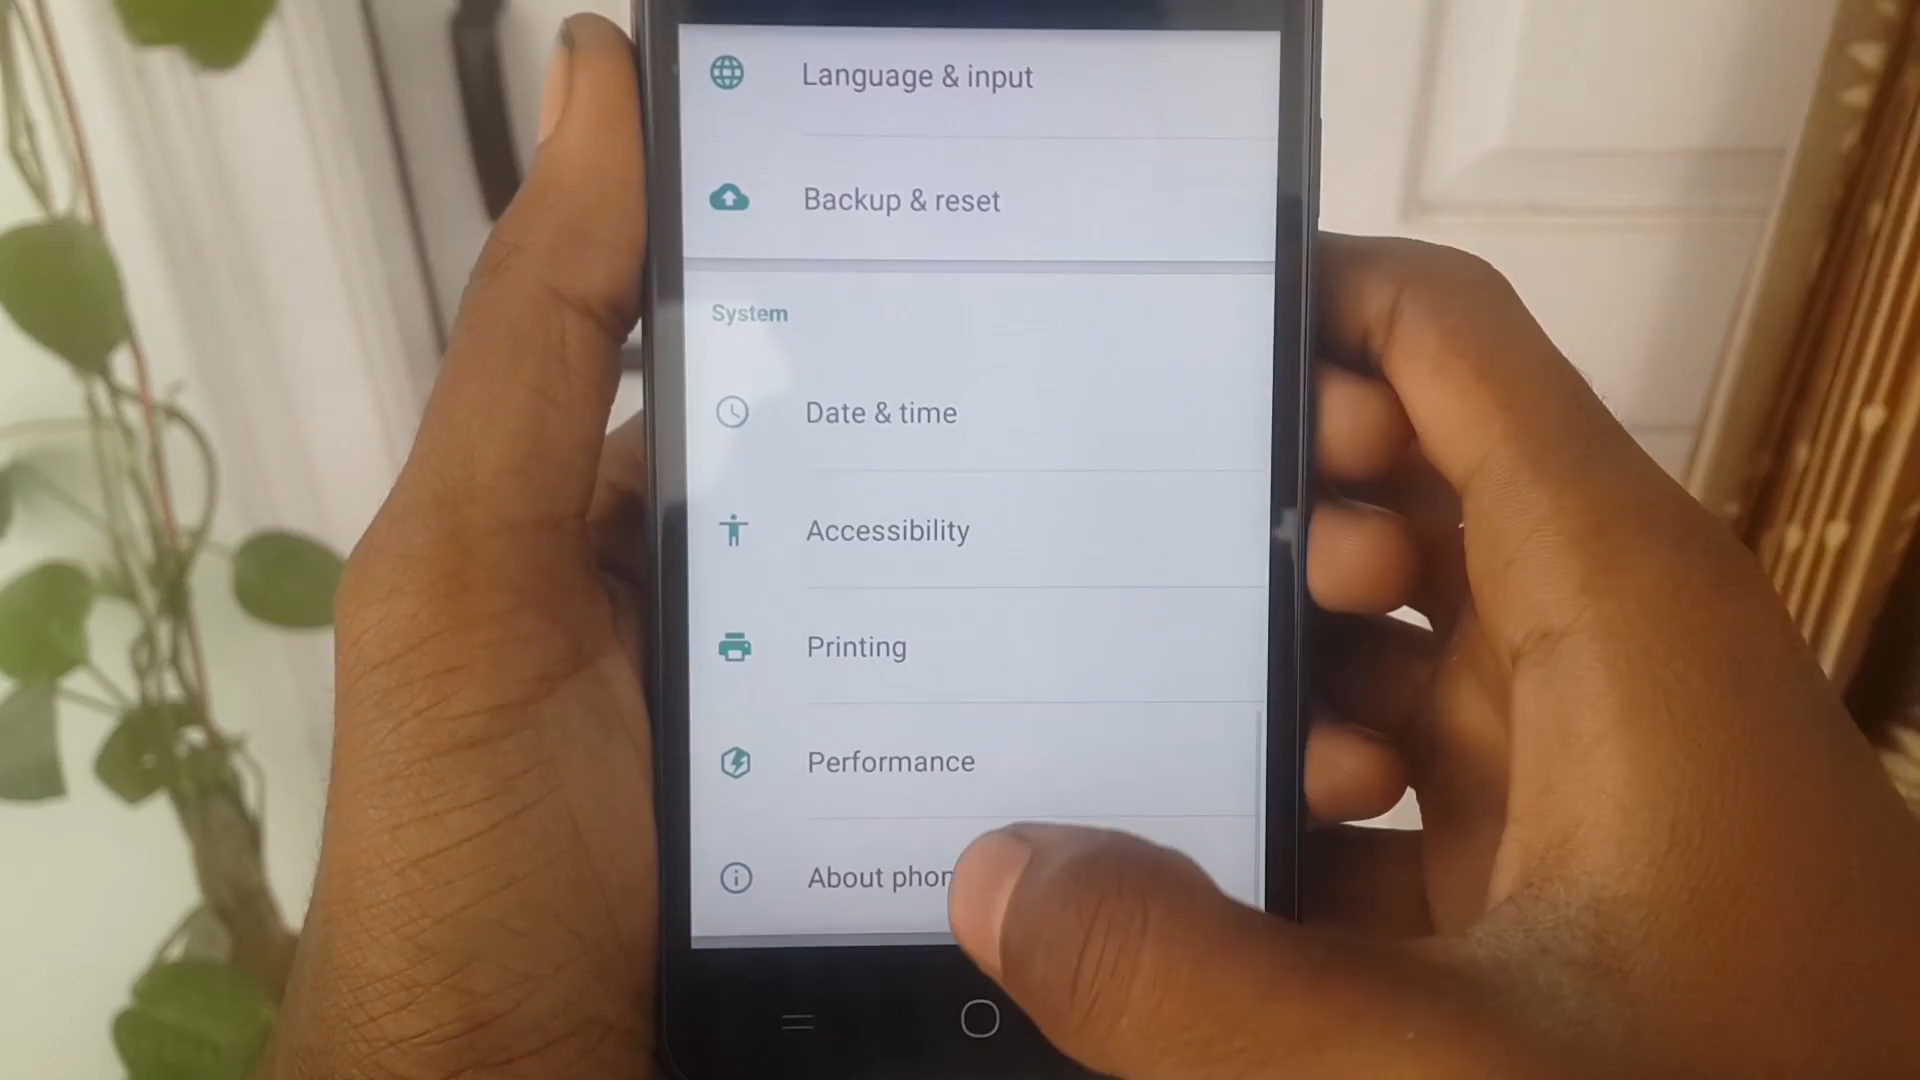 Language & input
Backup & reset
System
Date & time
Accessibility
Printing
Performance
About phon